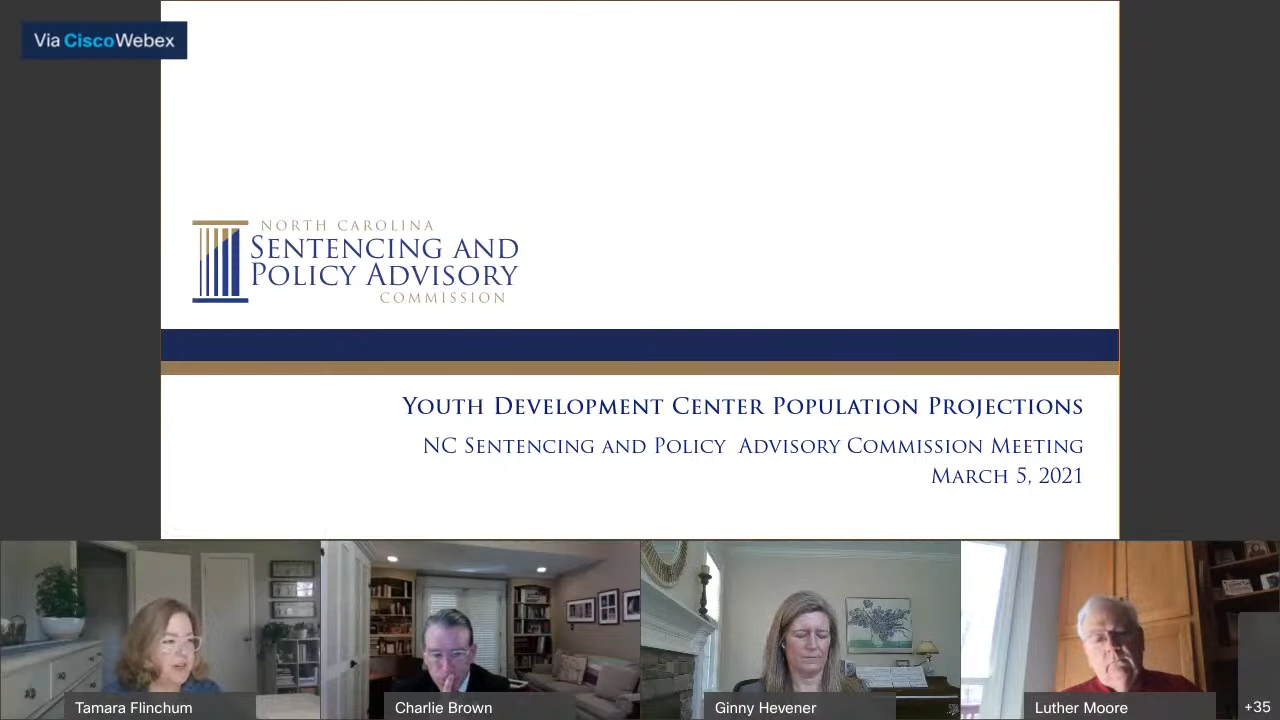 Via CiscoWebex
NORTH CAROLINA
SENTENCING AND
POLICY ADVISORY
COMMISSION
YOUTH DEVELOPMENT CENTER POPULATION PROJECTIONS
NC SENTENCING AND POLICY ADVISORY COMMISSION MEETING
MARCH 5, 2021
Tamara Flinchum
Charlie Brown
Ginny Hevener
Luther Moore
+35